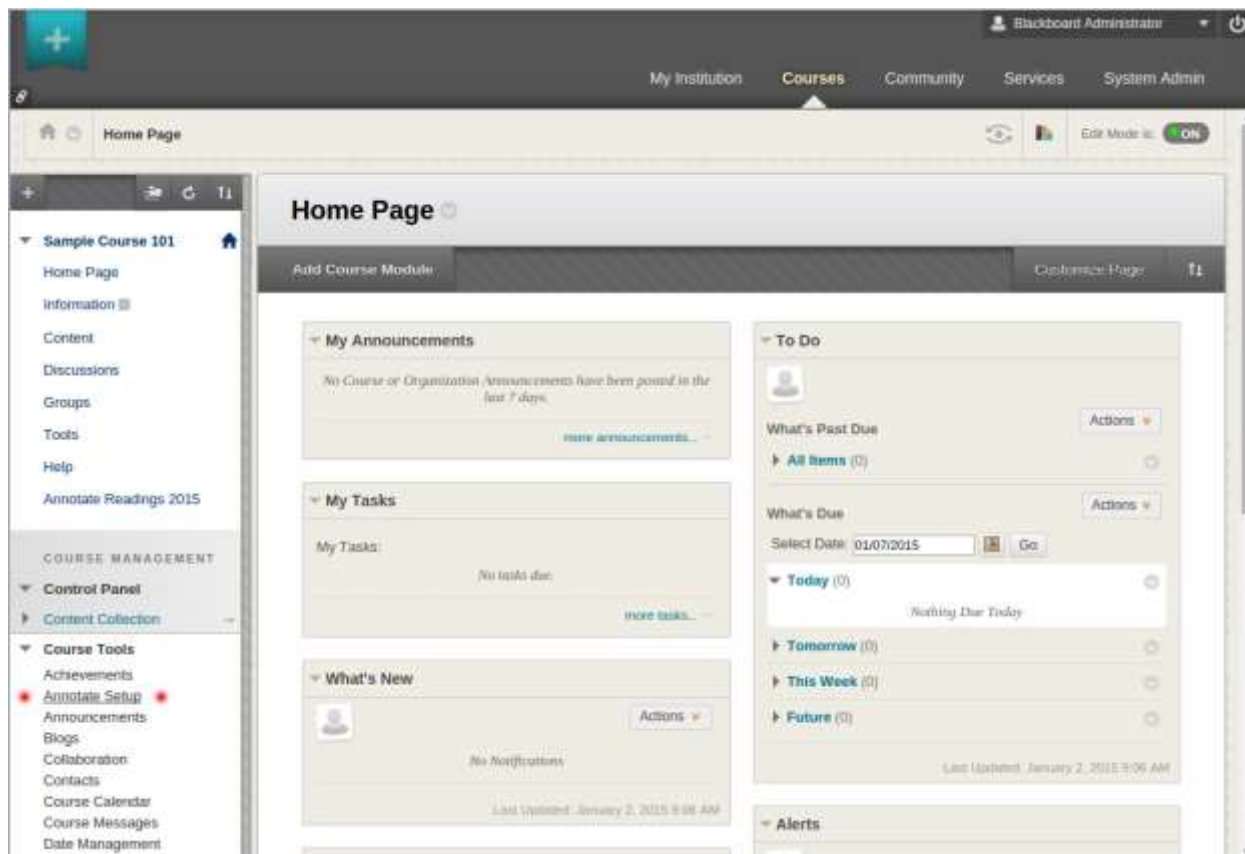 Blackboard Administrator
My Institution Courses Community Services System Admin
Home Page
Edit Mode is: ON
Sample Course 101
Home Page
Information
Content
Discussions
Groups
Tools
Help
Annotate Readings 2015
COURSE MANAGEMENT
Control Panel
Content Collection
Course Tools
Achievements
Annotate Setup
Announcements
Blogs
Collaboration
Contacts
Course Calendar
Course Messages
Date Management
Home Page
Add Course Module
Customize Page
My Announcements
No Course or Organization Announcements have been posted in the
last 7 days.
more announcements...
My Tasks
My Tasks:
No tasks due.
more tasks...
What's New
Actions
No Notifications
Last Updated: January 2, 2015 9:06 AM
To Do
Actions
What's Past Due
All Items (0)
Actions
What's Due
Select Date: 01/07/2015 Go
Today (0)
Nothing Due Today
Tomorrow (0)
This Week (0)
Future (0)
Last Updated: January 2, 2015 9:06 AM
Alerts